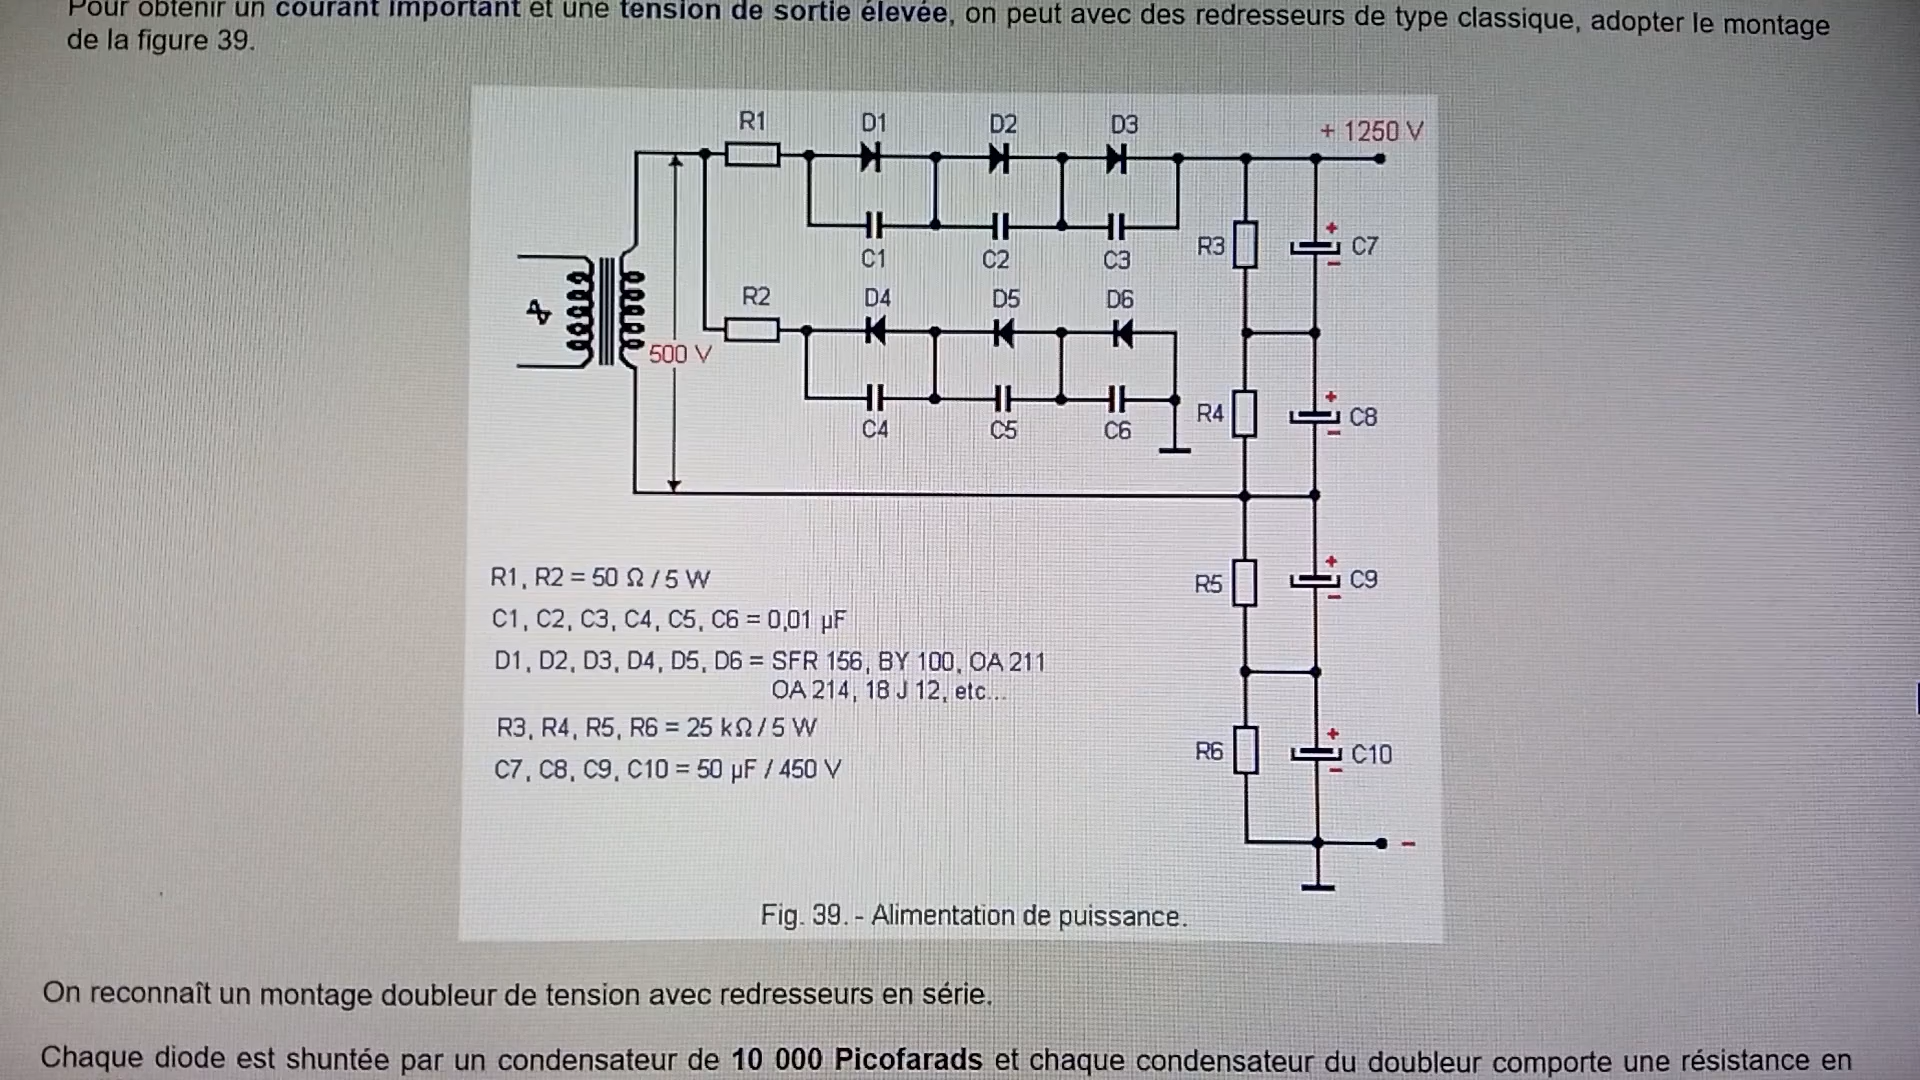 Pour obtenir un courant important et une tension de sortie élevée, on peut avec des redresseurs de type classique, adopter le montage
de la figure 39.
R1
D1
D2
D3
+ 1250 V
C1
C2
C3
R3
+
-
C7
R2
D4
D5
D6
500 V
C4
C5
C6
R4
+
-
C8
R1, R2 = 50 Ω / 5 W
C1, C2, C3, C4, C5, C6 = 0,01 µF
D1, D2, D3, D4, D5, D6 = SFR 156, BY 100, OA 211
OA 214, 18 J 12, etc...
R3, R4, R5, R6 = 25 kΩ / 5 W
C7, C8, C9, C10 = 50 µF / 450 V
R5
+
-
C9
R6
+
-
C10
-
Fig. 39. - Alimentation de puissance.
On reconnaît un montage doubleur de tension avec redresseurs en série.
Chaque diode est shuntée par un condensateur de 10 000 Picofarads et chaque condensateur du doubleur comporte une résistance en